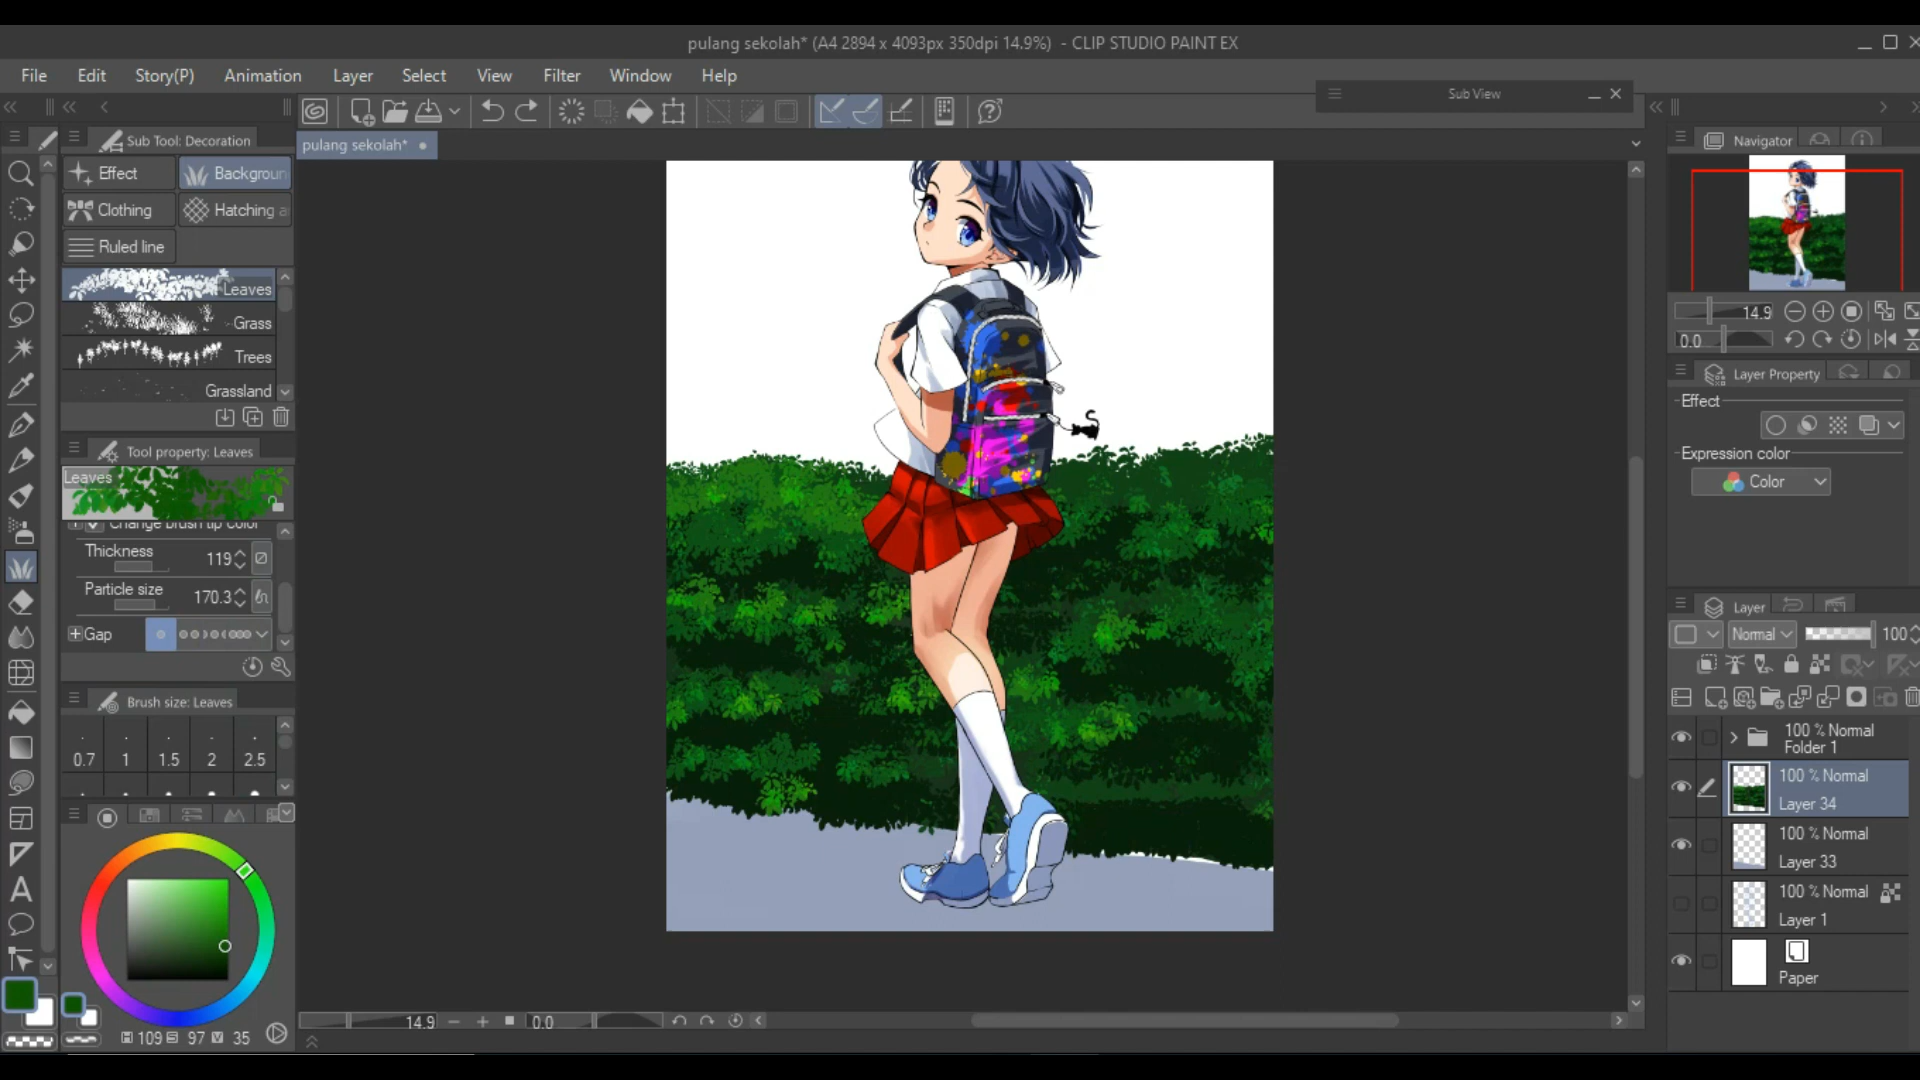 pulang sekolah* (A4 2894 x 4093px 350dpi 14.9%) - CLIP STUDIO PAINT EX
File Edit Story(P) Animation Layer Select View Filter Window Help
Sub View
Sub Tool: Decoration
pulang sekolah*
Navigator
Effect
Backgroun
Clothing
Hatching a
Ruled line
Leaves
Grass
Trees
Grassland
14.9
0.0
Layer Property
Effect
Expression color
Color
Tool property: Leaves
Leaves
Change brush tip color
Thickness 119
Particle size 170.3
Gap
Brush size: Leaves
0.7 1 1.5 2 2.5
Layer
Normal 100
100 % Normal
Folder 1
100 % Normal
Layer 34
100 % Normal
Layer 33
100 % Normal
Layer 1
Paper
14.9 0.0
H 109 S 97 V 35